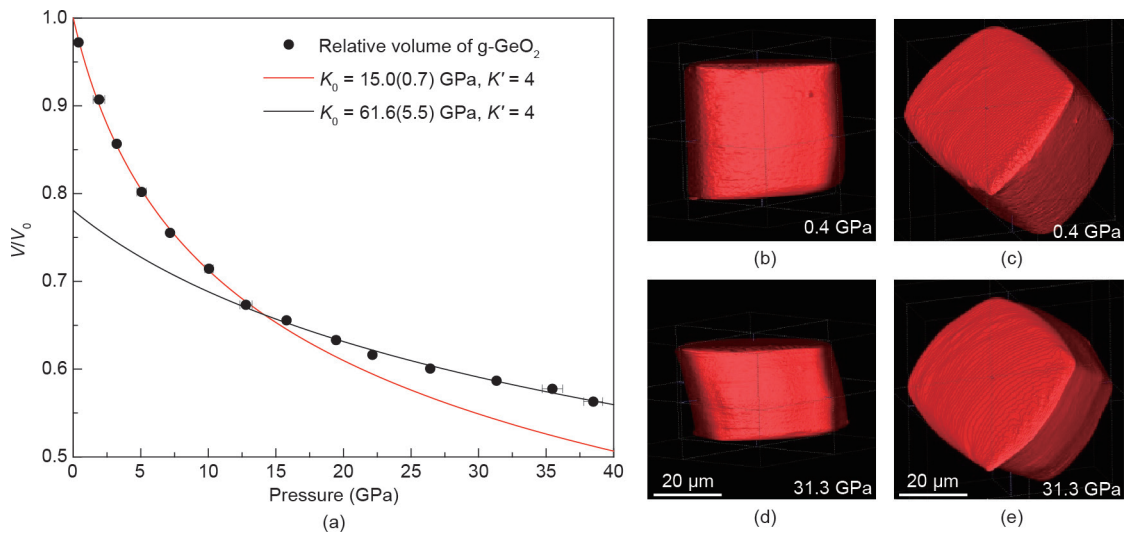 1.0
0.9
0.8
0.7
0.6
0.5
V/V₀
0 5 10 15 20 25 30 35 40
Pressure (GPa)
Relative volume of g-GeO₂
K₀ = 15.0(0.7) GPa, K′ = 4
K₀ = 61.6(5.5) GPa, K′ = 4
(a)
0.4 GPa
(b)
0.4 GPa
(c)
20 μm
31.3 GPa
(d)
20 μm
31.3 GPa
(e)